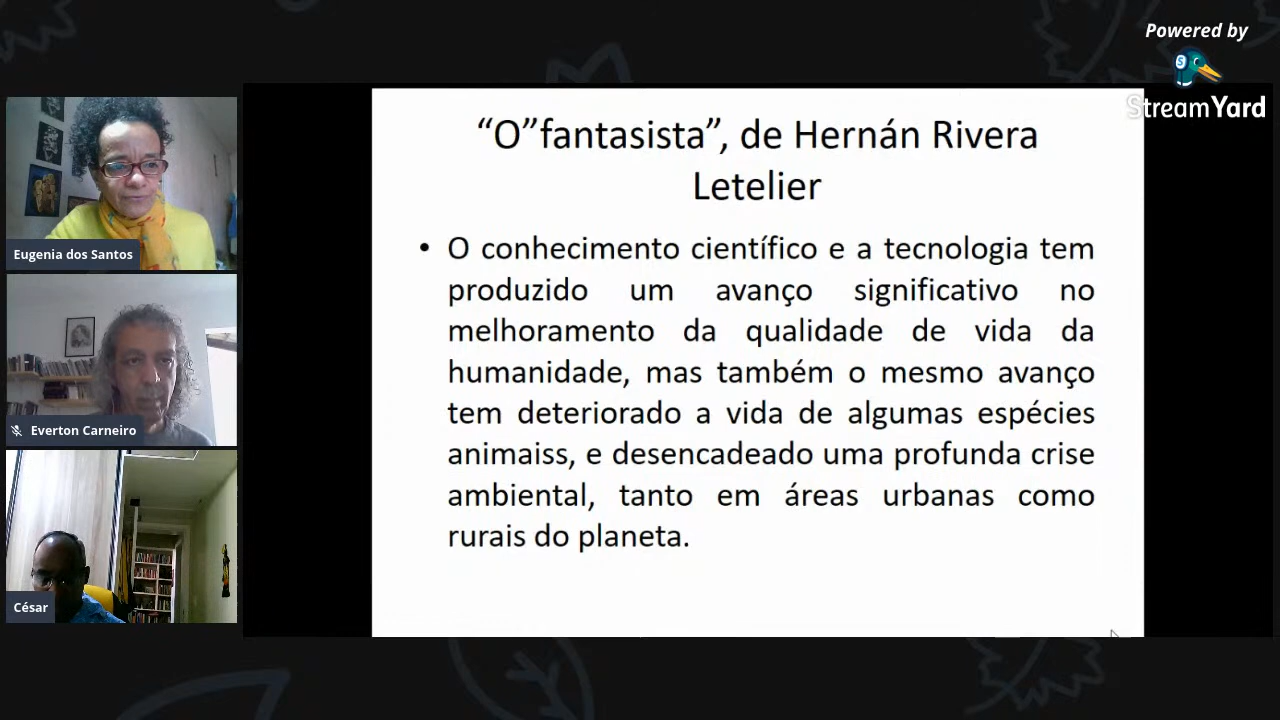 Powered by
StreamYard
“O”fantasista”, de Hernán Rivera
Letelier
• O conhecimento científico e a tecnologia tem
produzido um avanço significativo no
melhoramento da qualidade de vida da
humanidade, mas também o mesmo avanço
tem deteriorado a vida de algumas espécies
animaiss, e desencadeado uma profunda crise
ambiental, tanto em áreas urbanas como
rurais do planeta.
Eugenia dos Santos
Everton Carneiro
César